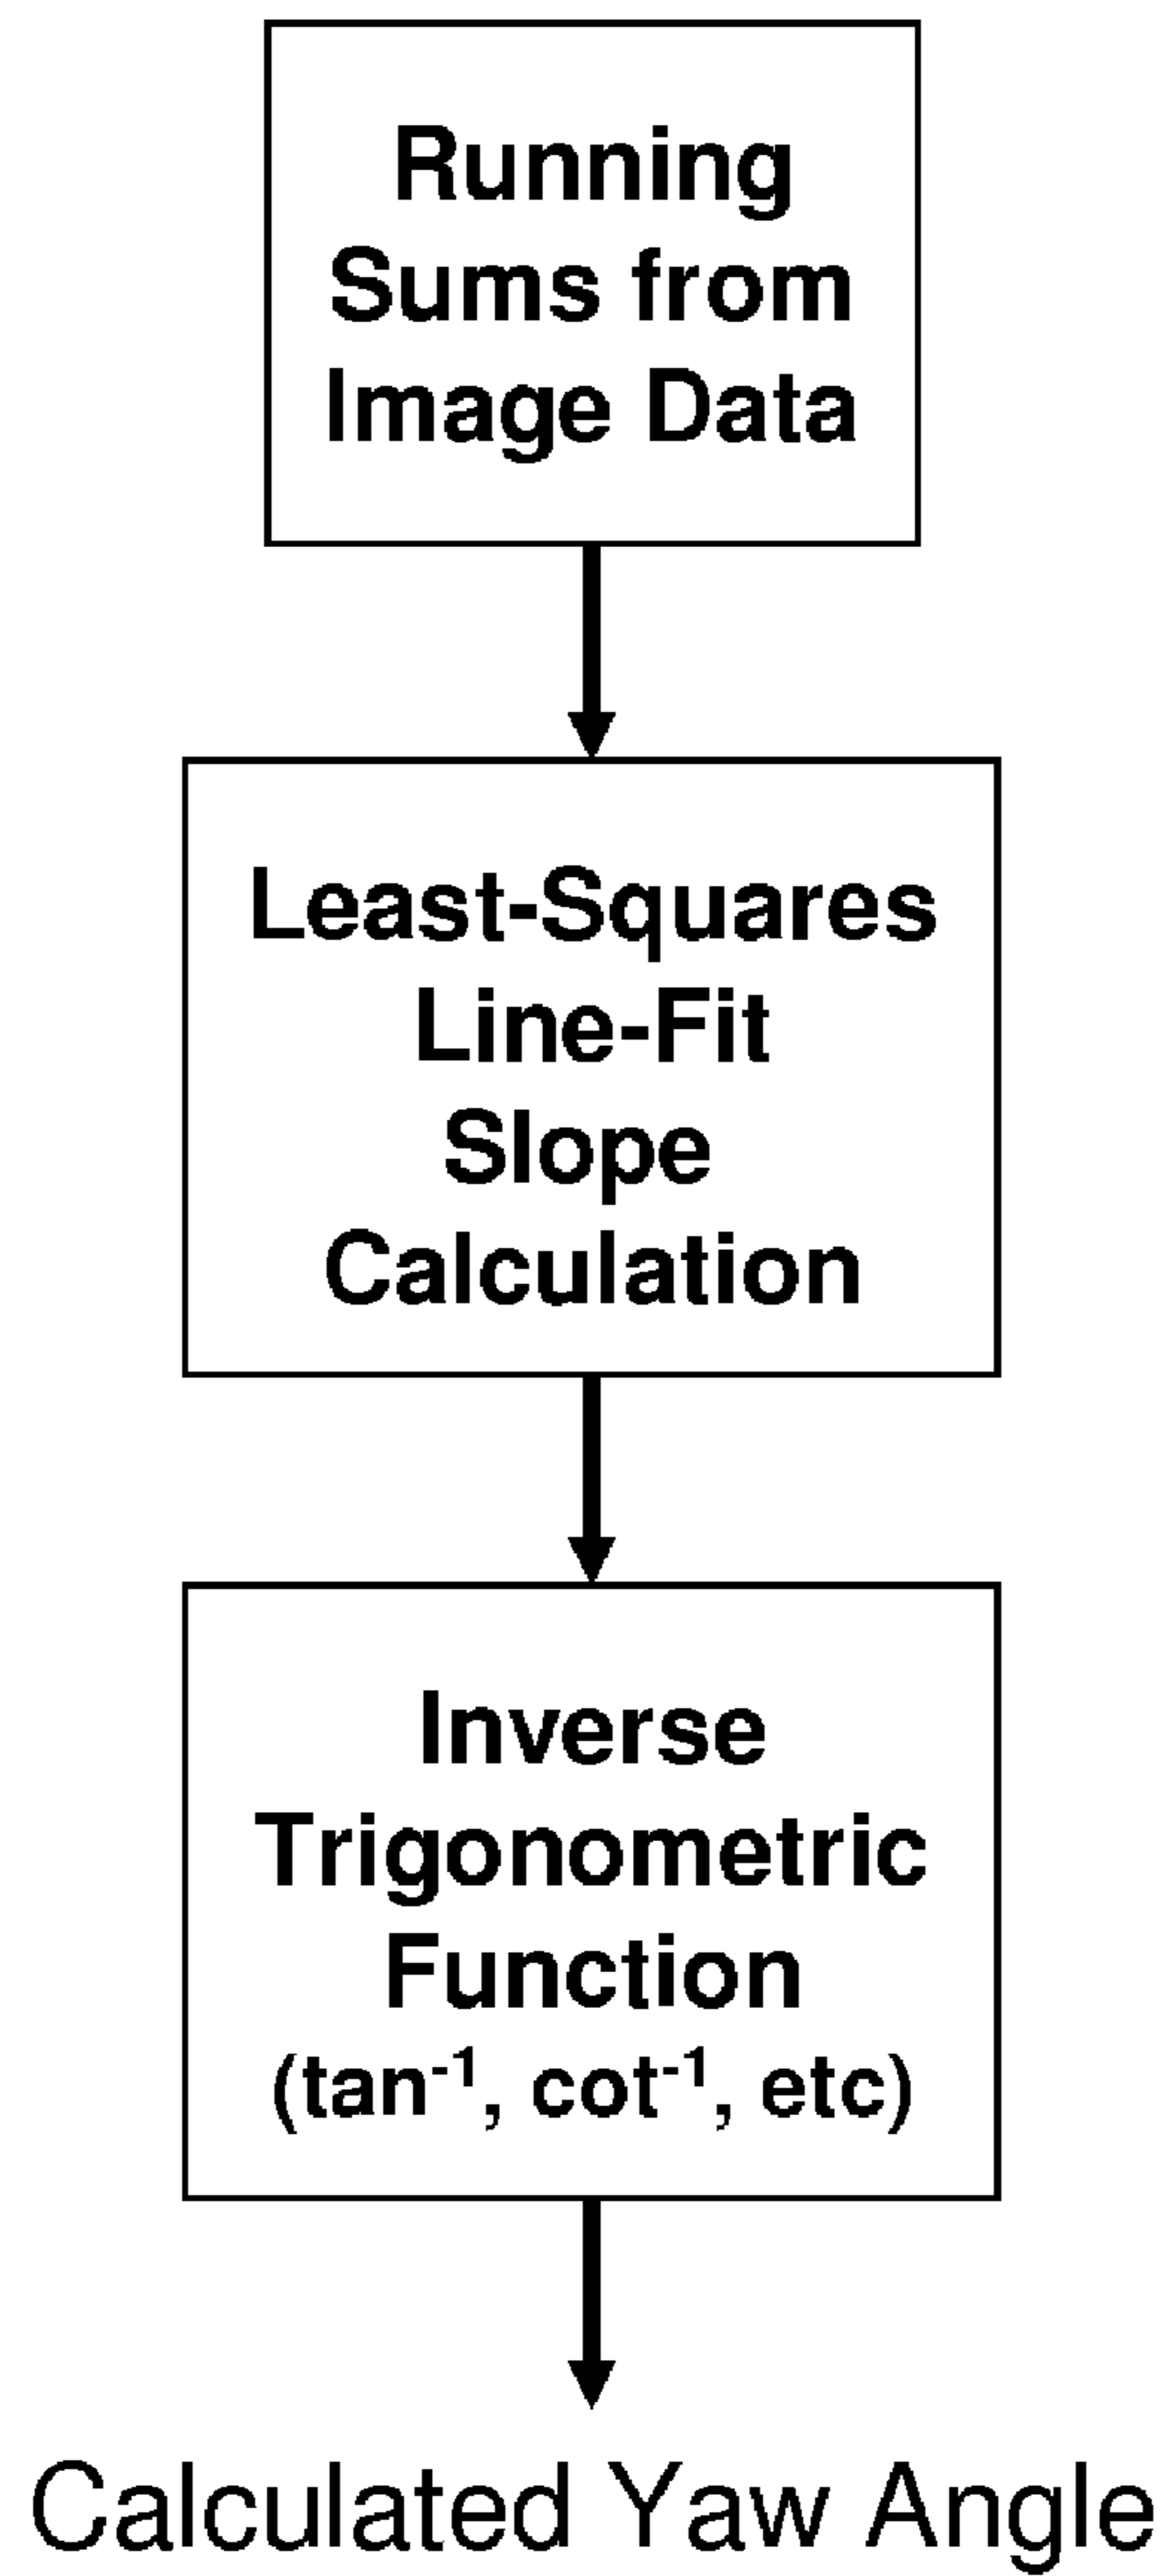 Running
Sums from
Image Data
Least-Squares
Line-Fit
Slope
Calculation
Inverse
Trigonometric
Function
(tan⁻¹, cot⁻¹, etc)
Calculated Yaw Angle